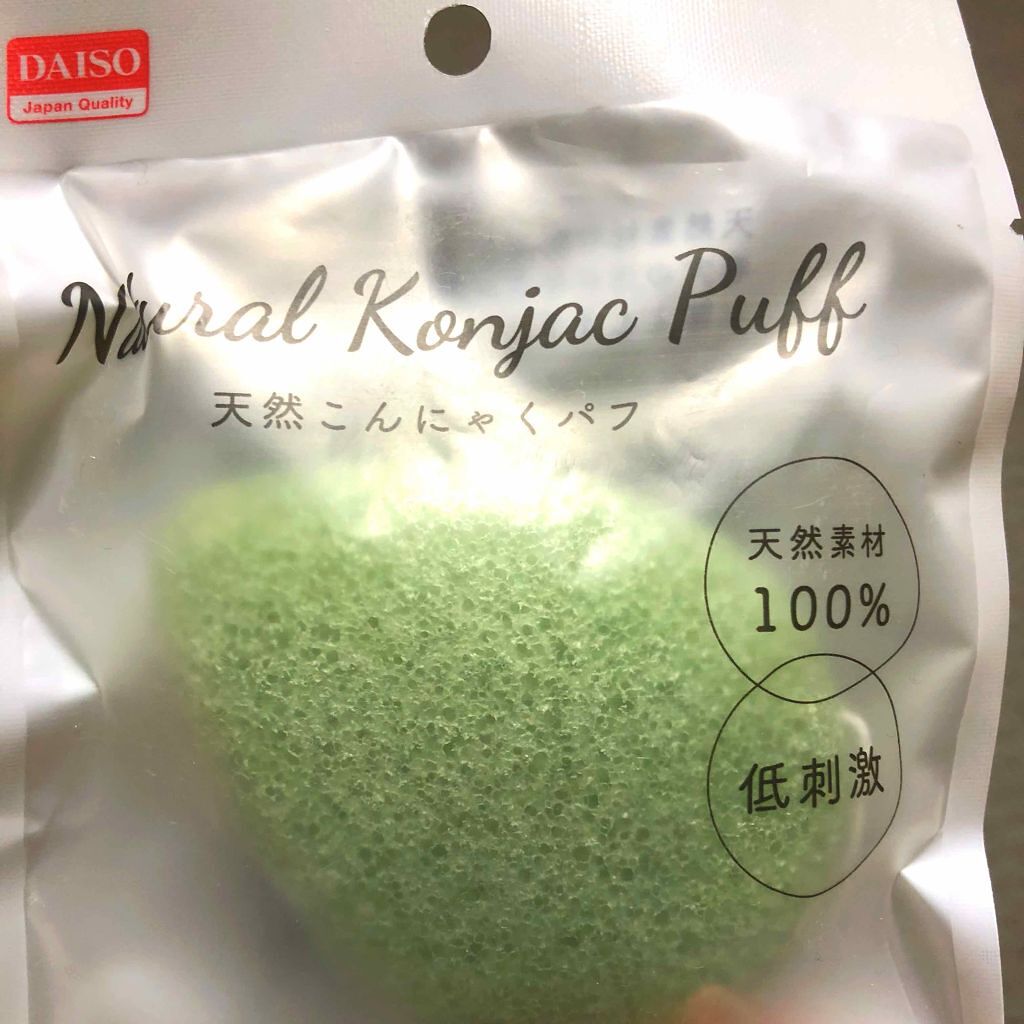 DAISO
Japan Quality
Natural Konjac Puff
天然こんにゃくパフ
天然素材
100%
低刺激